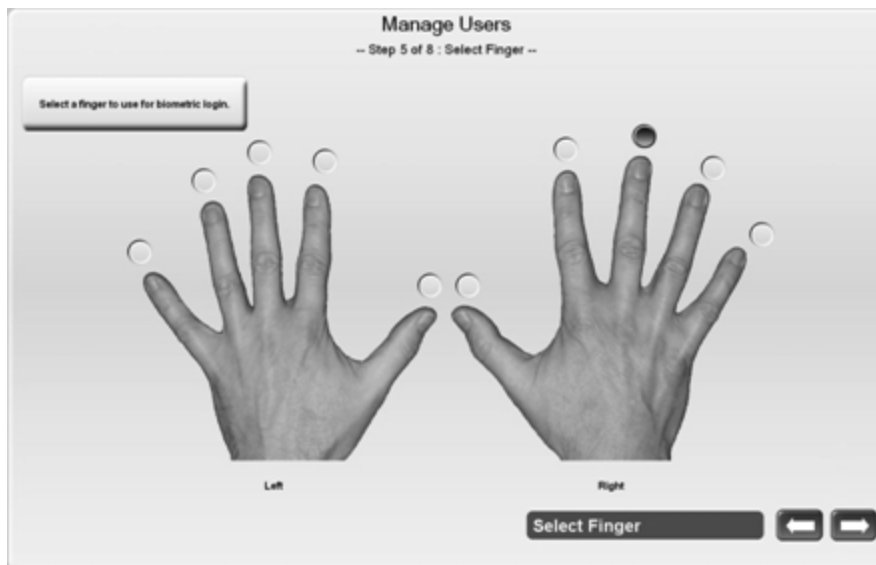 Manage Users
-- Step 5 of 8 : Select Finger --
Select a finger to use for biometric login.
Left
Right
Select Finger